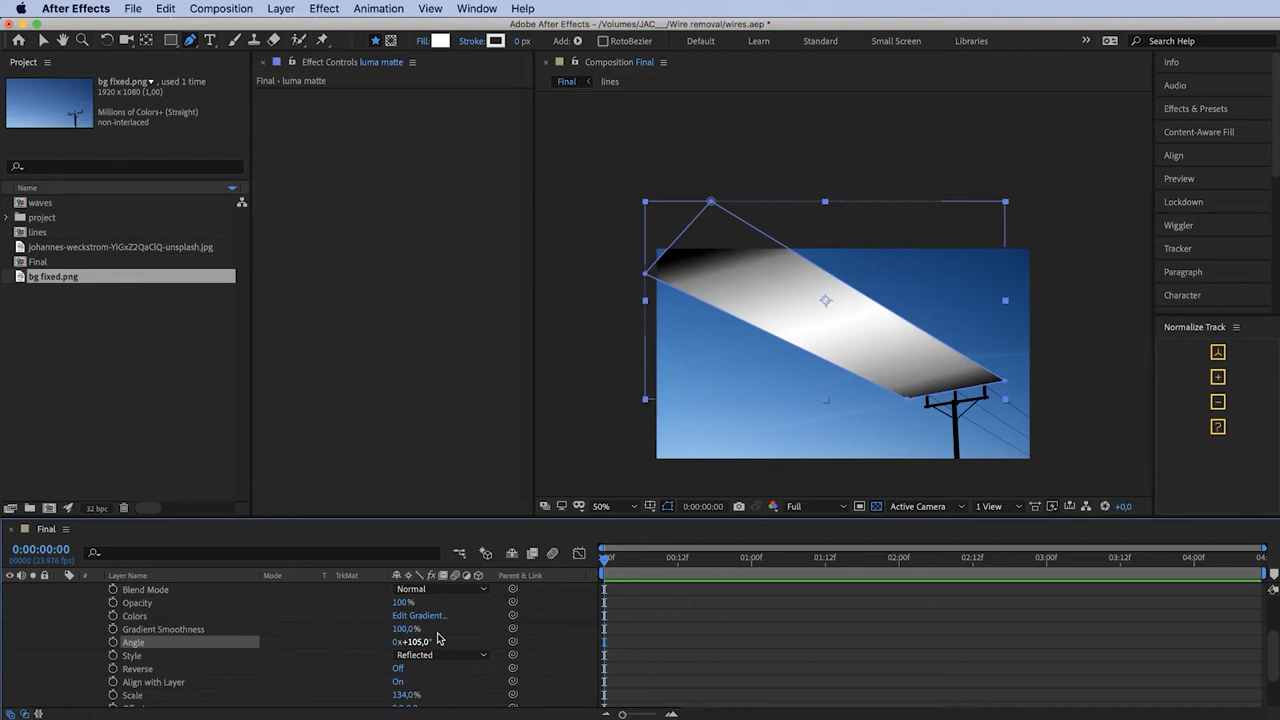 After Effects File Edit Composition Layer Effect Animation View Window Help
Adobe After Effects - /Volumes/JAC___/Wire removal/wires.aep *
Fill: Stroke: 0 px Add: RotoBezier Default Learn Standard Small Screen Libraries Search Help
Project
bg fixed.png, used 1 time
1920 x 1080 (1,00)
Millions of Colors+ (Straight)
non-interlaced
Name
waves
project
lines
johannes-weckstrom-YiGxZ2QaClQ-unsplash.jpg
Final
bg fixed.png
32 bpc
Effect Controls luma matte
Final - luma matte
Composition Final
Final lines
50% 0:00:00:00 Full Active Camera 1 View +0,0
Info
Audio
Effects & Presets
Content-Aware Fill
Align
Preview
Lockdown
Wiggler
Tracker
Paragraph
Character
Normalize Track
Final
0:00:00:00
00000 (23.976 fps)
:00f 00:12f 01:00f 01:12f 02:00f 02:12f 03:00f 03:12f 04:00f 04:
# Layer Name Mode T TrkMat Parent & Link
Blend Mode Normal
Opacity 100%
Colors Edit Gradient...
Gradient Smoothness 100,0%
Angle 0x+105,0°
Style Reflected
Reverse Off
Align with Layer On
Scale 134,0%